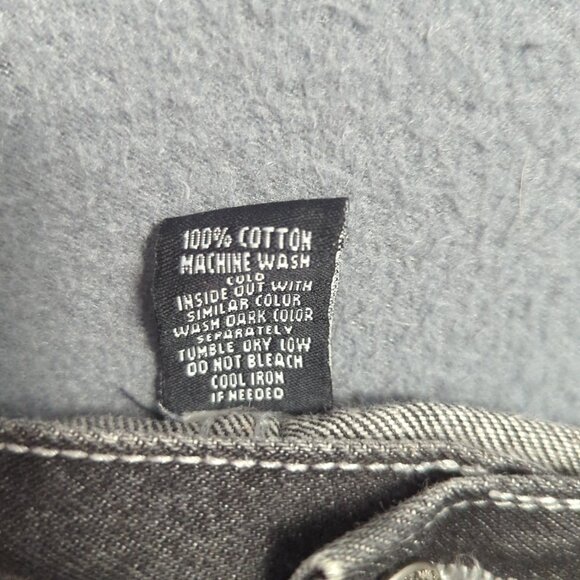 100% COTTON
MACHINE WASH
COLD
INSIDE OUT WITH
SIMILAR COLOR
WASH DARK COLOR
SEPARATELY
TUMBLE DRY LOW
DO NOT BLEACH
COOL IRON
IF NEEDED